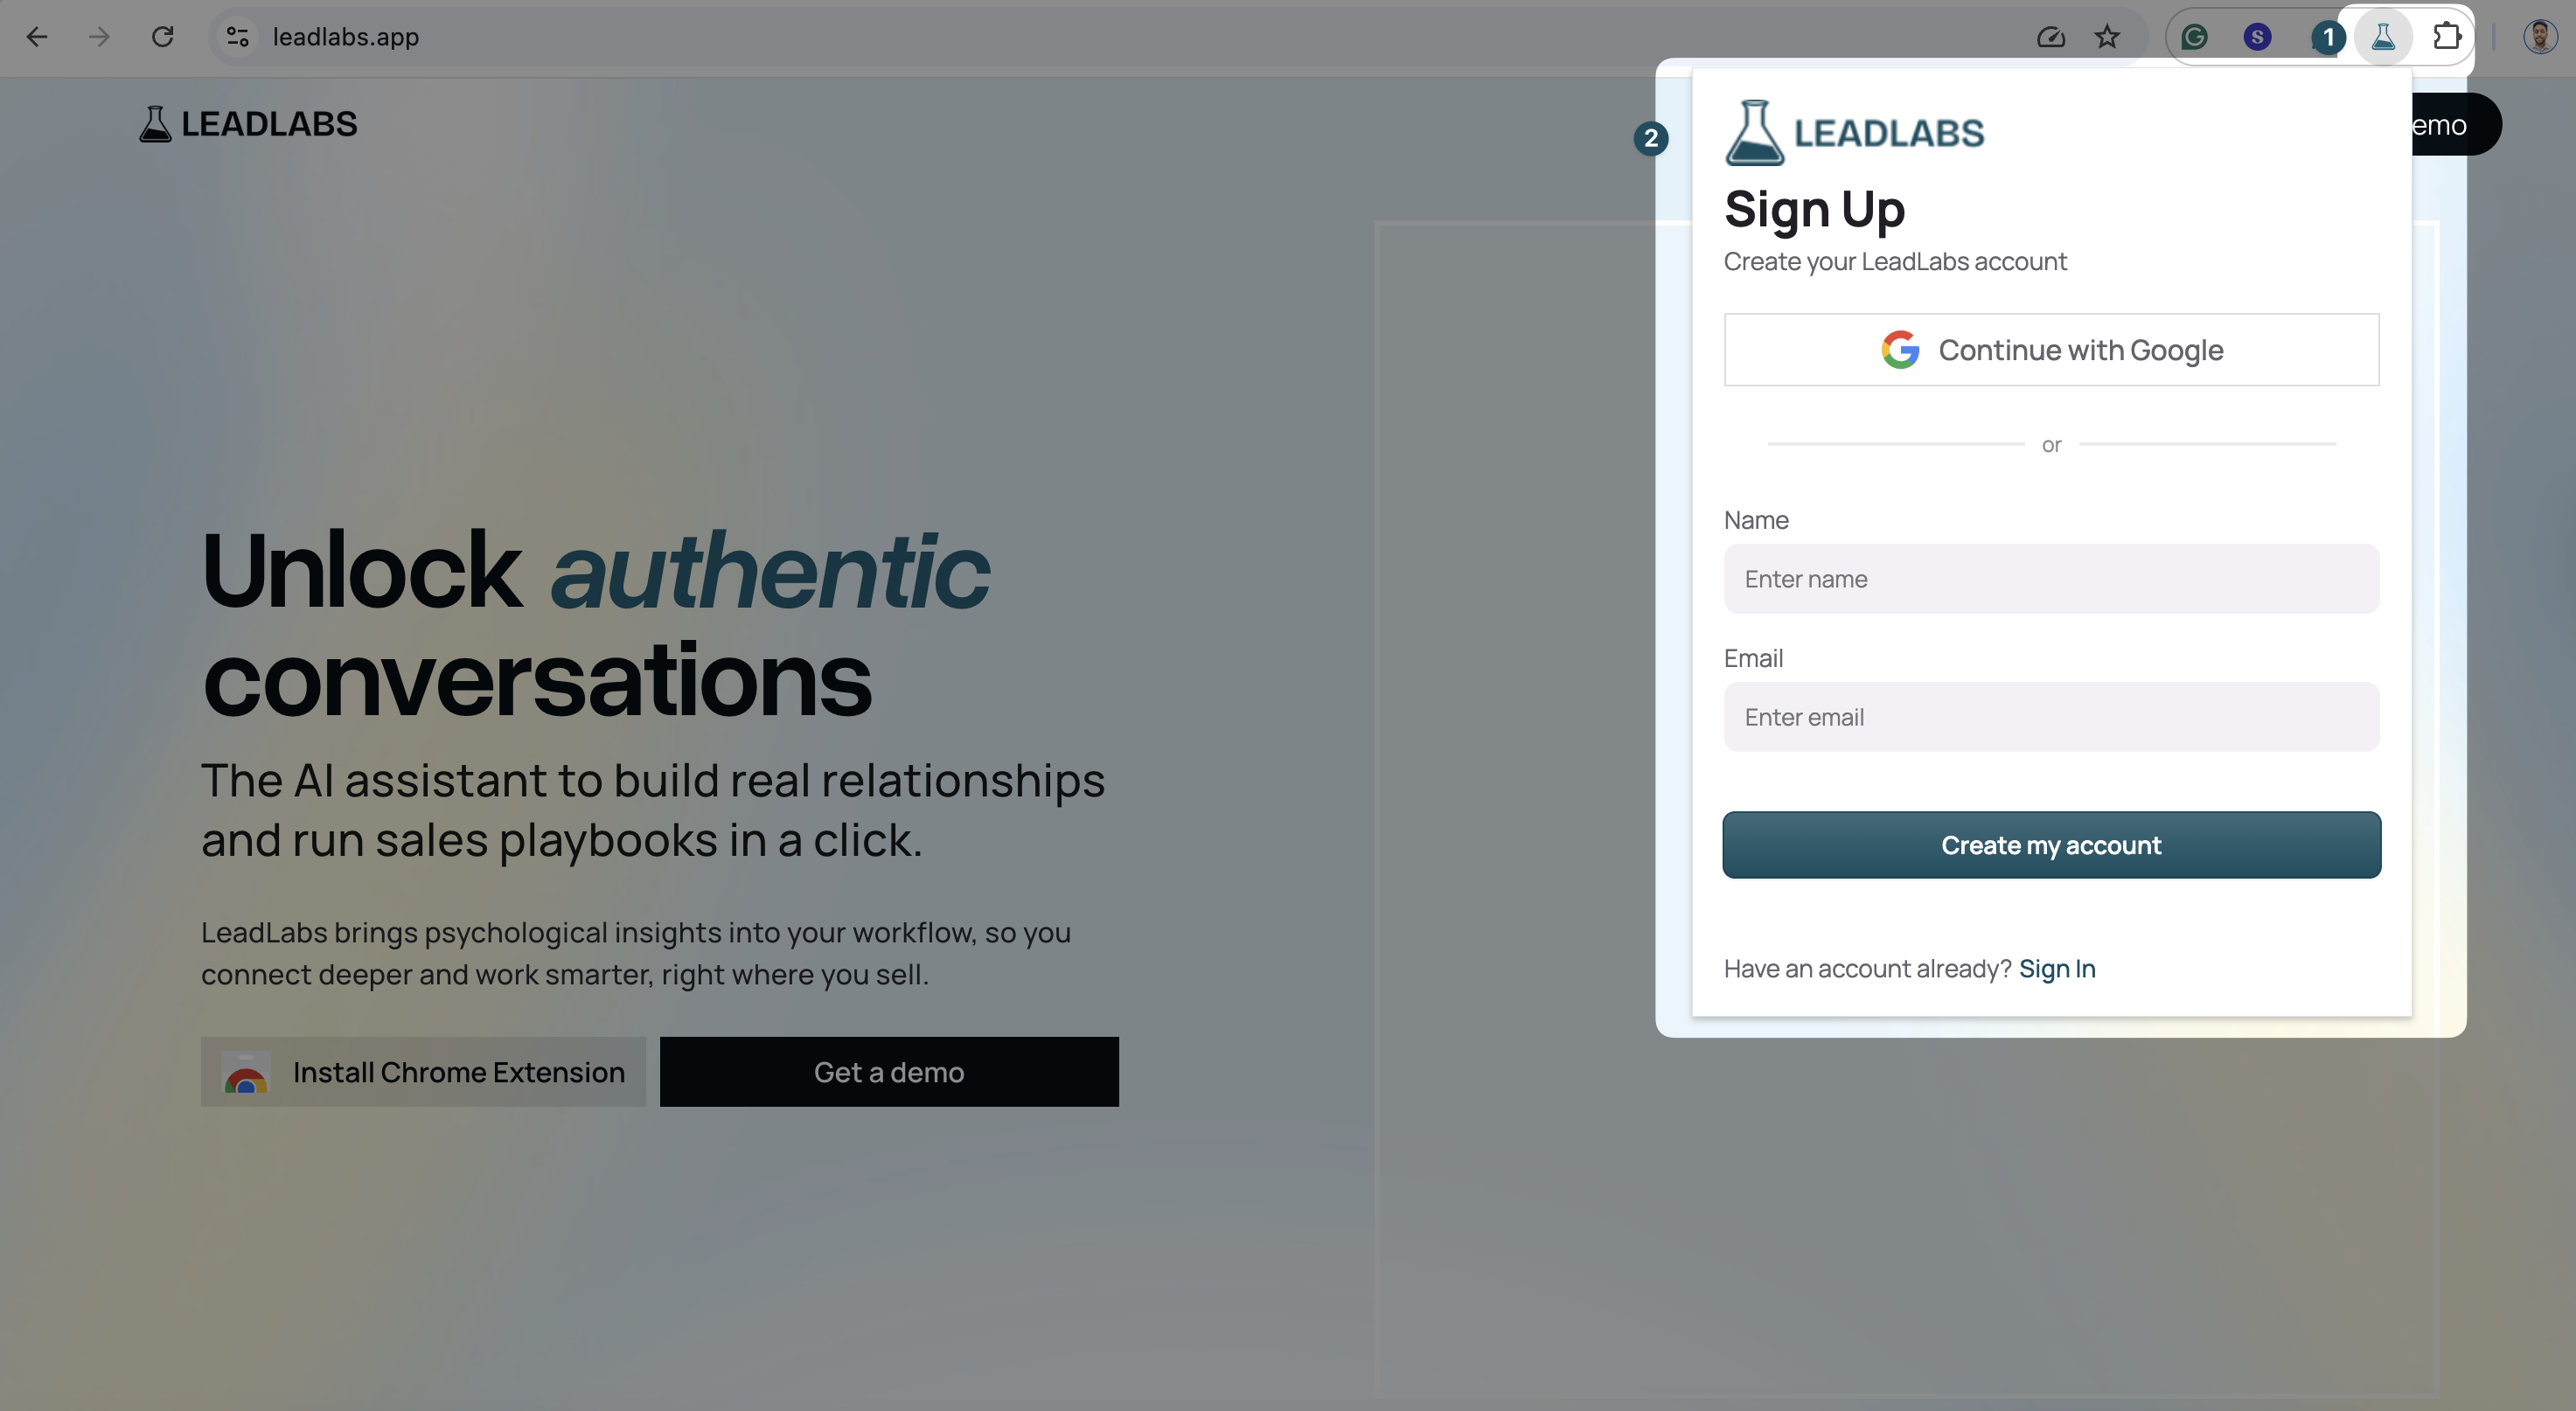 leadlabs.app
S
1
LEADLABS
emo
2
LEADLABS
Sign Up
Create your LeadLabs account
Continue with Google
or
Name
Enter name
Email
Enter email
Create my account
Have an account already? Sign In
Unlock authentic
conversations
The AI assistant to build real relationships
and run sales playbooks in a click.
LeadLabs brings psychological insights into your workflow, so you
connect deeper and work smarter, right where you sell.
Install Chrome Extension
Get a demo